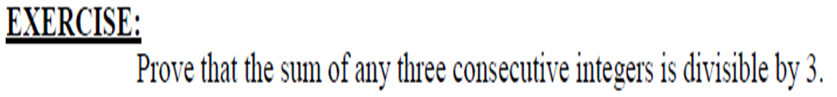 EXERCISE:
Prove that the sum of any three consecutive integers is divisible by 3.